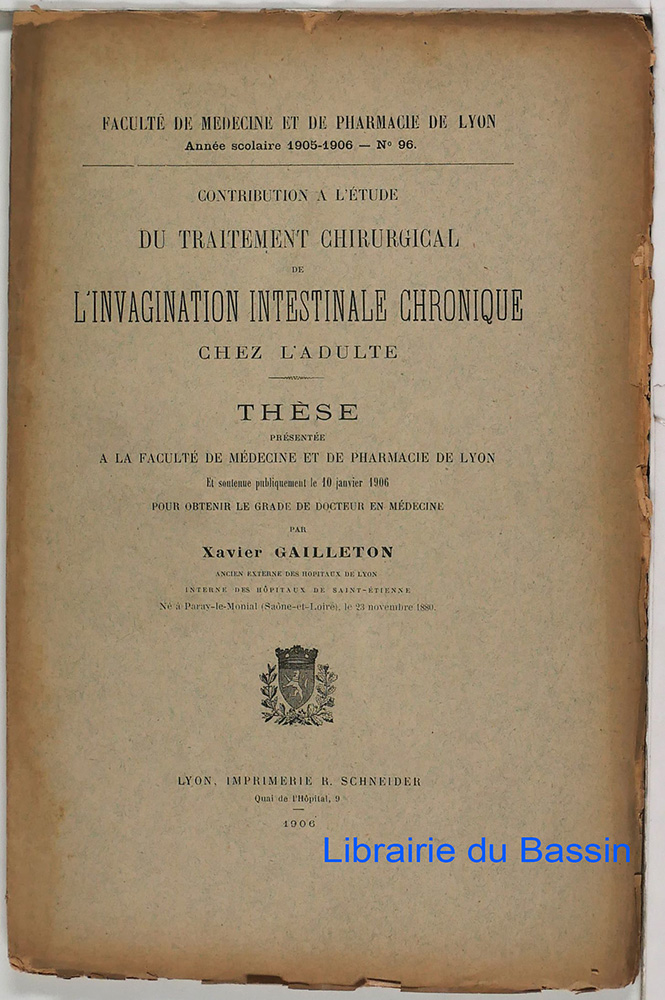 FACULTÉ DE MEDECINE ET DE PHARMACIE DE LYON
Année scolaire 1905-1906 — Nº 96.
CONTRIBUTION A L'ÉTUDE
DU TRAITEMENT CHIRURGICAL
DE
L'INVAGINATION INTESTINALE CHRONIQUE
CHEZ L'ADULTE
THÈSE
PRÉSENTÉE
A LA FACULTÉ DE MÉDECINE ET DE PHARMACIE DE LYON
Et soutenue publiquement le 10 janvier 1906
POUR OBTENIR LE GRADE DE DOCTEUR EN MÉDECINE
PAR
Xavier GAILLETON
ANCIEN EXTERNE DES HOPITAUX DE LYON
INTERNE DES HÔPITAUX DE SAINT-ÉTIENNE
Né à Paray-le-Monial (Saône-et-Loire), le 23 novembre 1880.
LYON, IMPRIMERIE R. SCHNEIDER
Quai de l'Hôpital, 9
1906
Librairie du Bassin